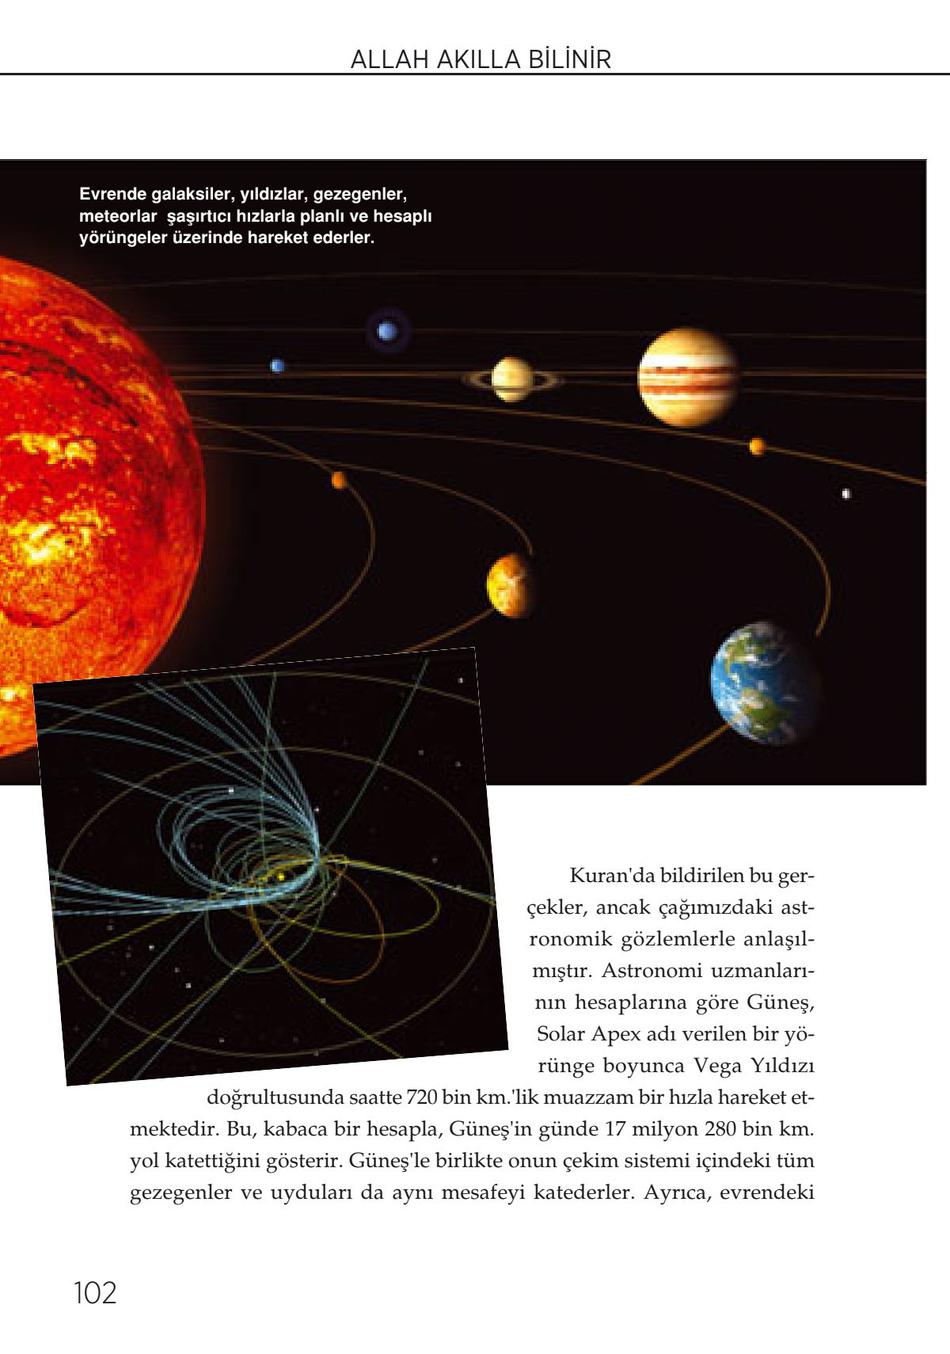 ALLAH AKILLA BİLİNİR
Evrende galaksiler, yıldızlar, gezegenler,
meteorlar şaşırtıcı hızlarla planlı ve hesaplı
yörüngeler üzerinde hareket ederler.
Kuran'da bildirilen bu ger-
çekler, ancak çağımızdaki ast-
ronomik gözlemlerle anlaşıl-
mıştır. Astronomi uzmanları-
nın hesaplarına göre Güneş,
Solar Apex adı verilen bir yö-
rünge boyunca Vega Yıldızı
doğrultusunda saatte 720 bin km.'lik muazzam bir hızla hareket et-
mektedir. Bu, kabaca bir hesapla, Güneş'in günde 17 milyon 280 bin km.
yol katettiğini gösterir. Güneş'le birlikte onun çekim sistemi içindeki tüm
gezegenler ve uyduları da aynı mesafeyi katederler. Ayrıca, evrendeki
102